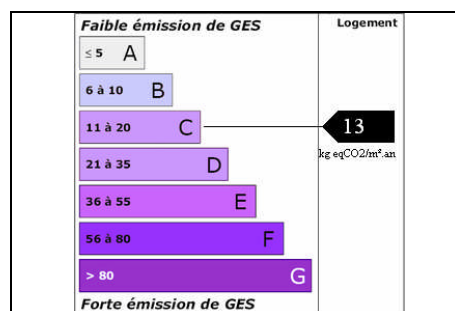 Faible émission de GES
Logement
≤ 5 A
6 à 10 B
11 à 20 C
13
kg eqCO2/m².an
21 à 35 D
36 à 55 E
56 à 80 F
> 80 G
Forte émission de GES